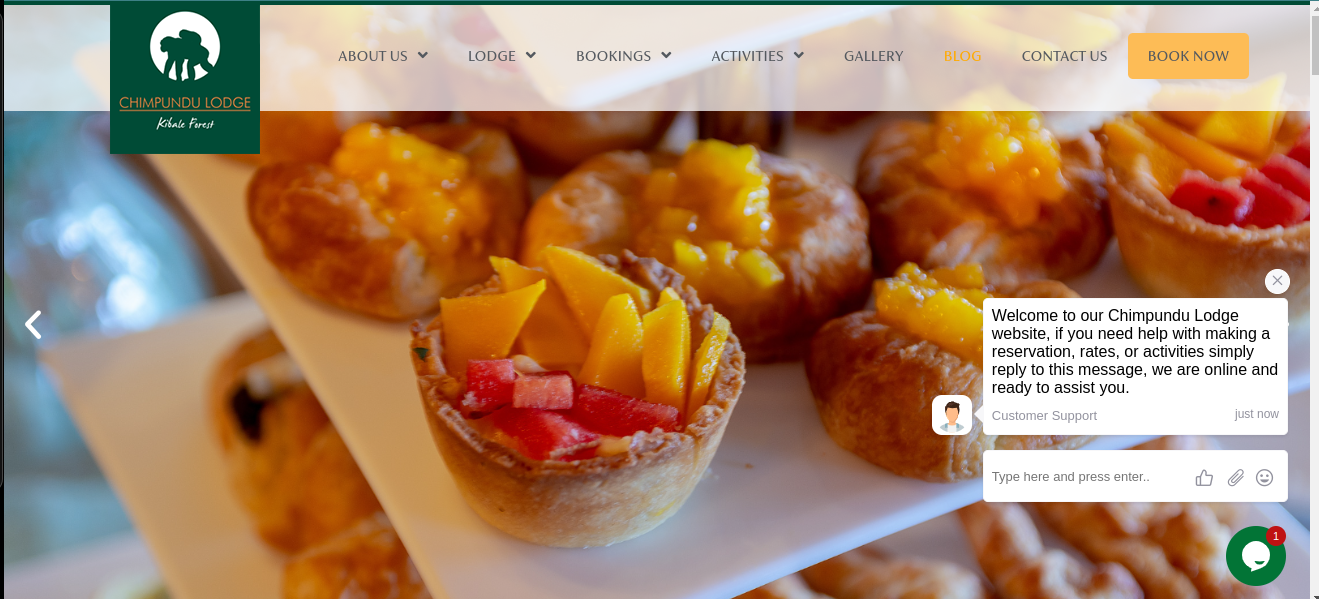 CHIMPUNDU LODGE
Kibale Forest
ABOUT US
LODGE
BOOKINGS
ACTIVITIES
GALLERY
BLOG
CONTACT US
BOOK NOW
Welcome to our Chimpundu Lodge
website, if you need help with making a
reservation, rates, or activities simply
reply to this message, we are online and
ready to assist you.
Customer Support
just now
Type here and press enter..
1